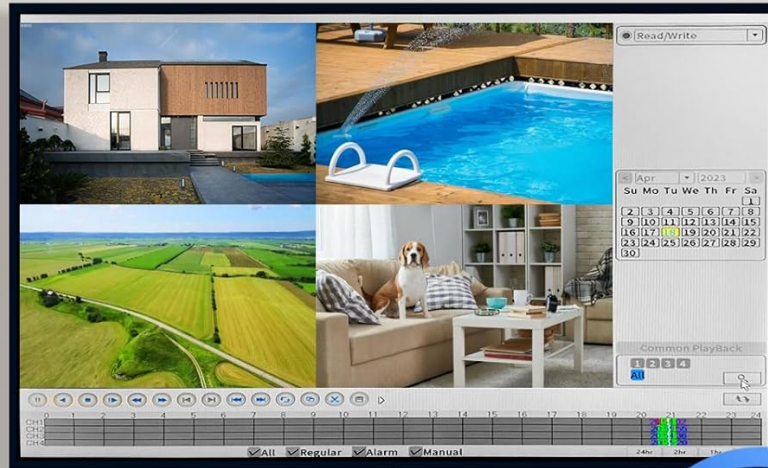 Read/Write
Apr 2023
Su Mo Tu We Th Fr Sa
1
2 3 4 5 6 7 8
9 10 11 12 13 14 15
16 17 18 19 20 21 22
23 24 25 26 27 28 29
30
Common PlayBack
1 2 3 4
All
0 1 2 3 4 5 6 7 8 9 10 11 12 13 14 15 16 17 18 19 20 21 22 23 24
CH1
CH2
CH3
CH4
All Regular Alarm Manual
24hr 2hr 1hr